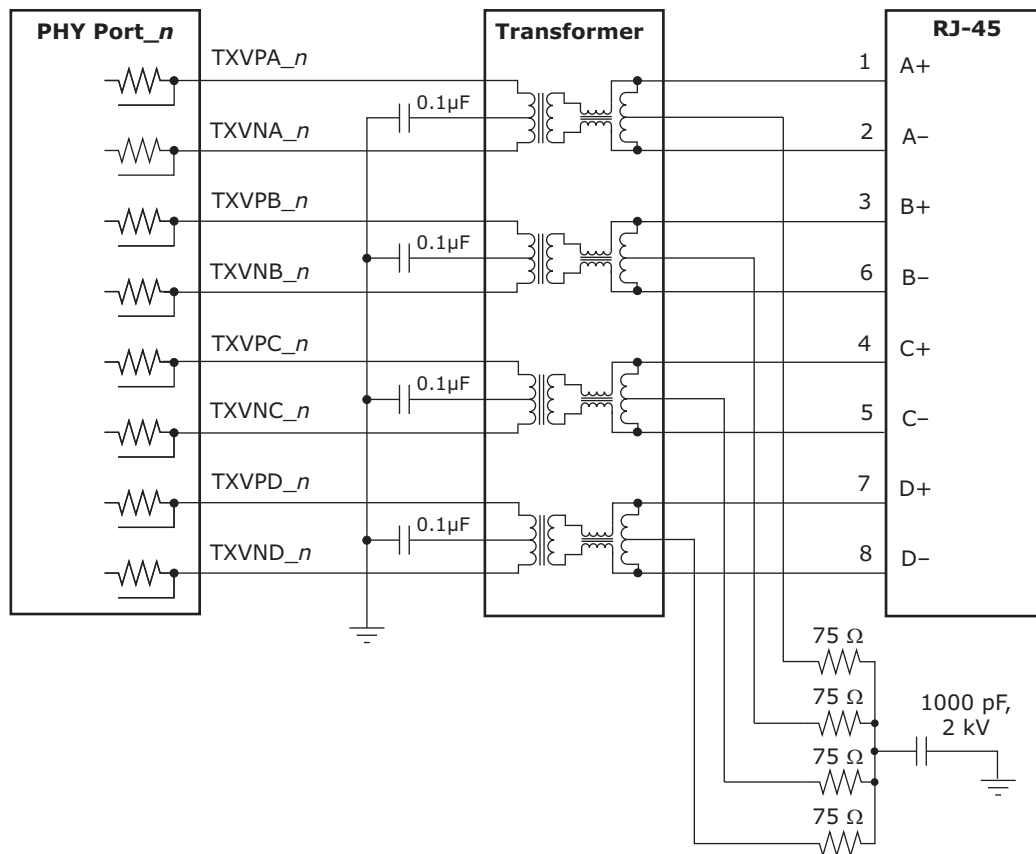 PHY Port_n
Transformer
RJ-45
TXVPA_n
1
A+
0.1µF
TXVNA_n
2
A–
TXVPB_n
3
B+
0.1µF
TXVNB_n
6
B–
TXVPC_n
4
C+
0.1µF
TXVNC_n
5
C–
TXVPD_n
7
D+
0.1µF
TXVND_n
8
D–
75 Ω
75 Ω
1000 pF,
2 kV
75 Ω
75 Ω